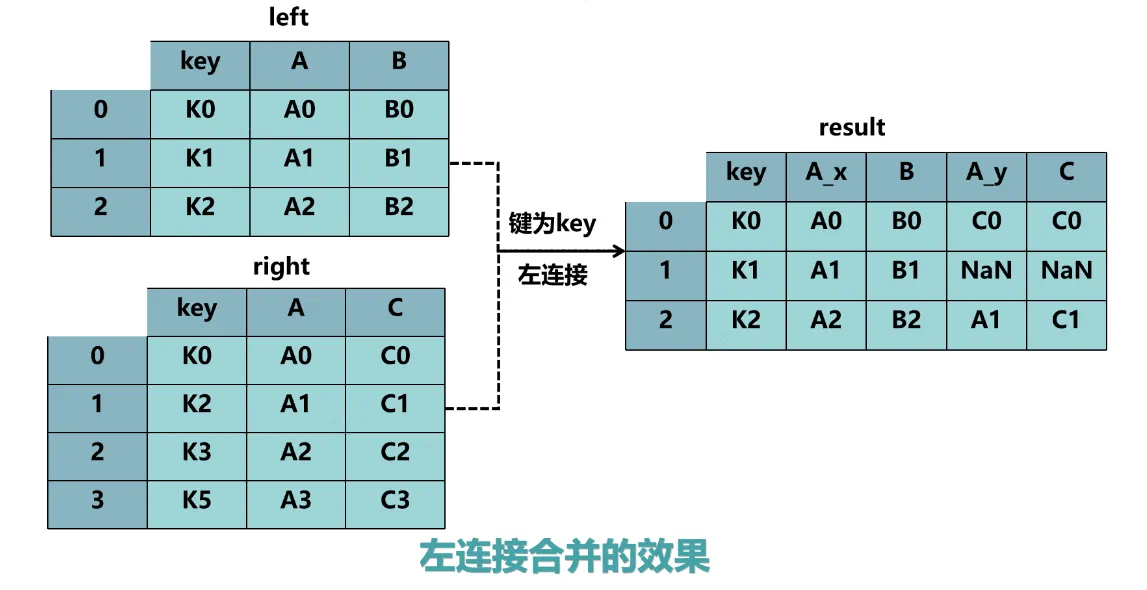 left
key A B
0 K0 A0 B0
1 K1 A1 B1
2 K2 A2 B2
right
key A C
0 K0 A0 C0
1 K2 A1 C1
2 K3 A2 C2
3 K5 A3 C3
键为key
左连接
result
key A_x B A_y C
0 K0 A0 B0 C0 C0
1 K1 A1 B1 NaN NaN
2 K2 A2 B2 A1 C1
左连接合并的效果